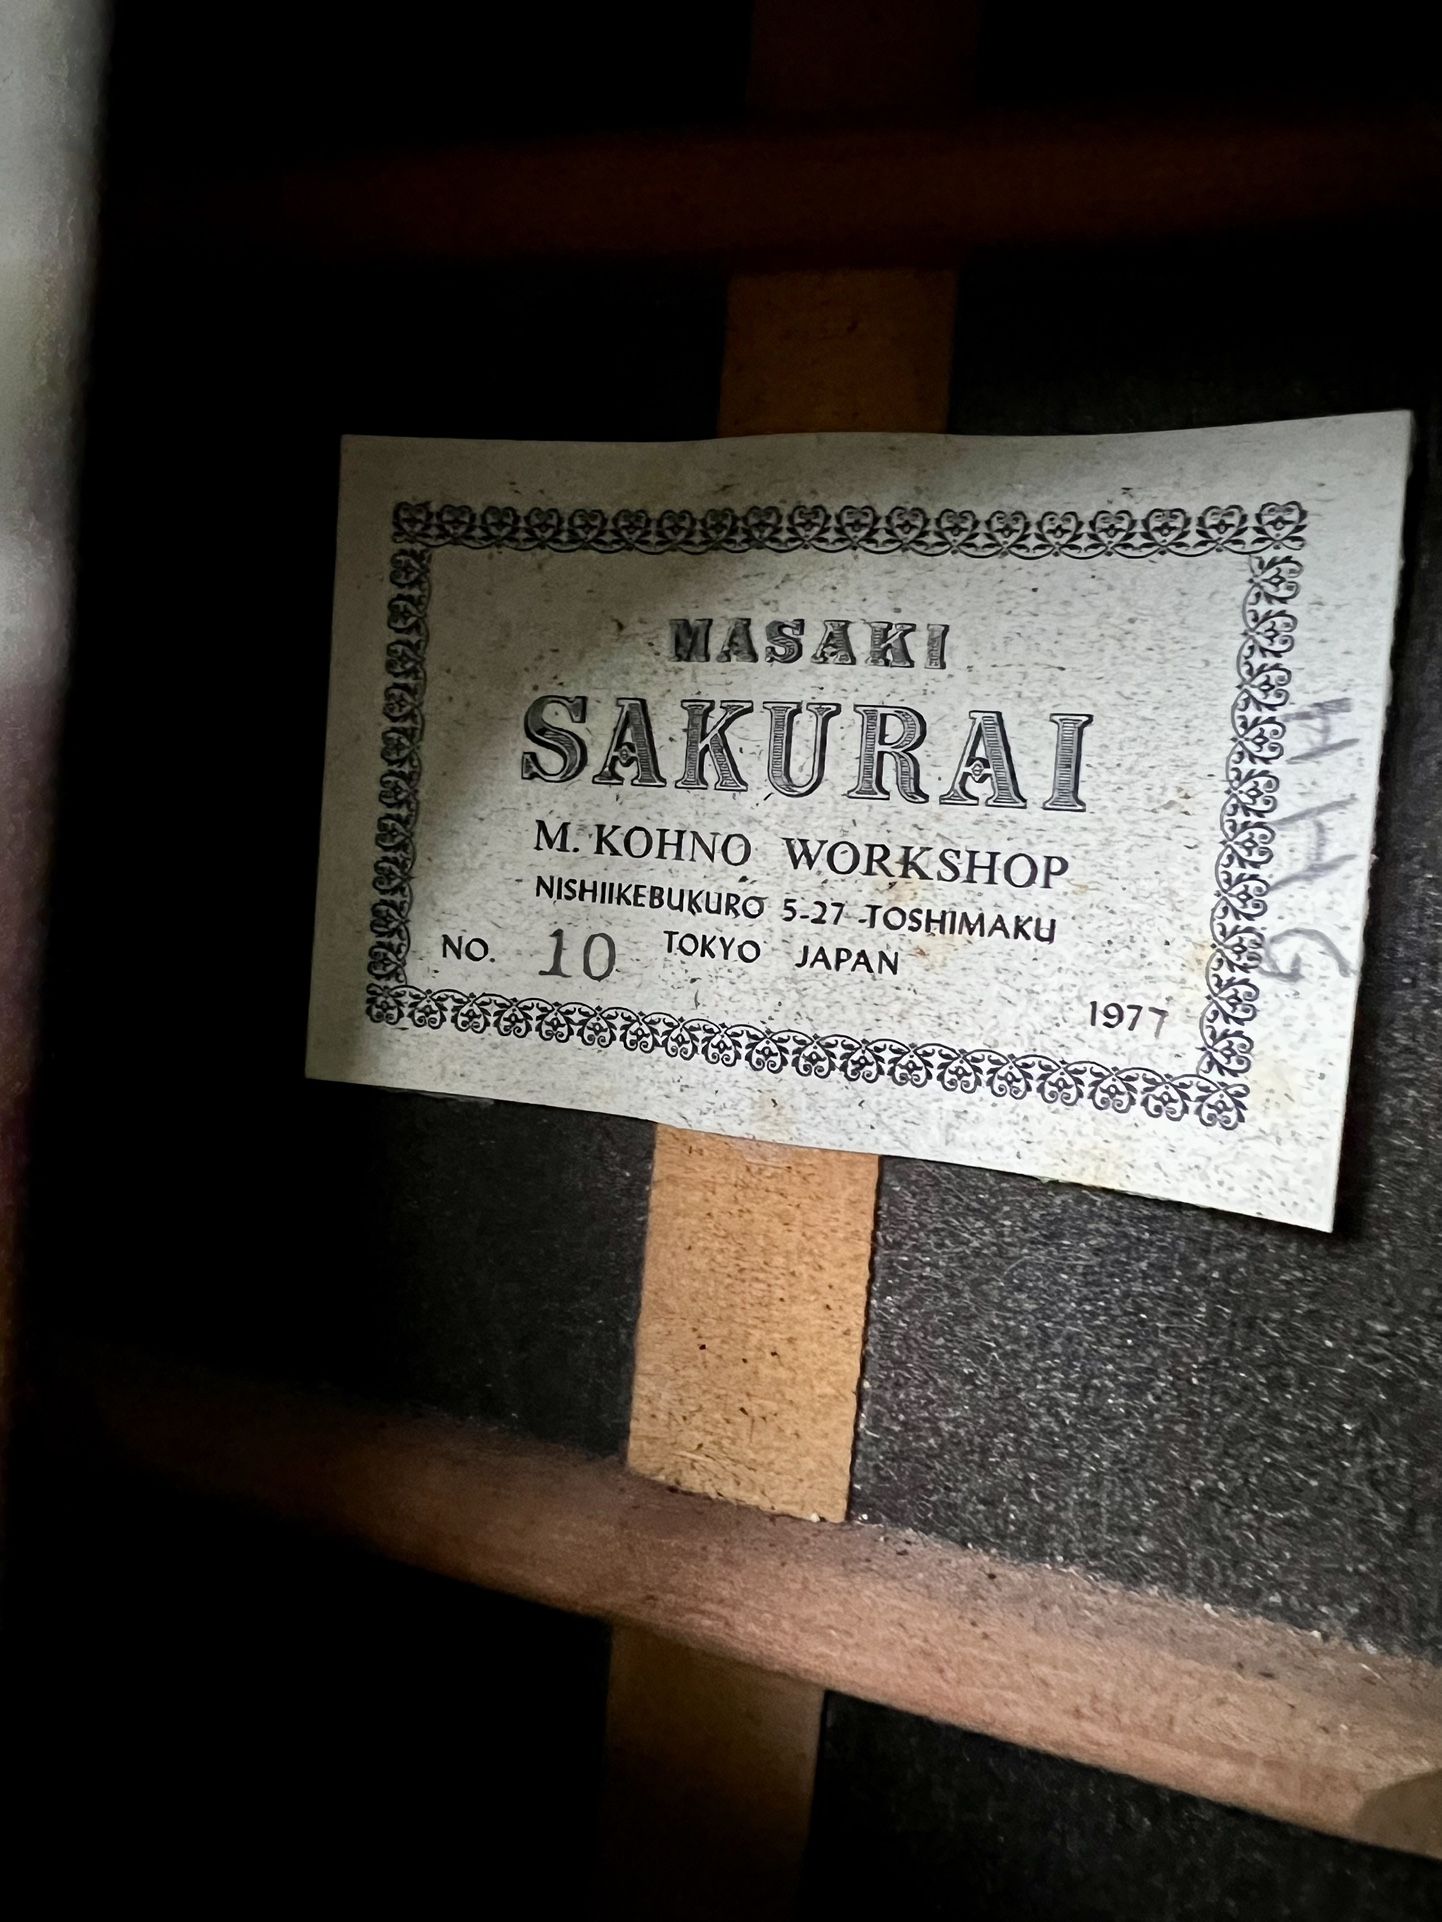 MASAKI
SAKURAI
M. KOHNO WORKSHOP
NISHIIKEBUKURO 5-27 TOSHIMAKU
NO. 10 TOKYO JAPAN
1977